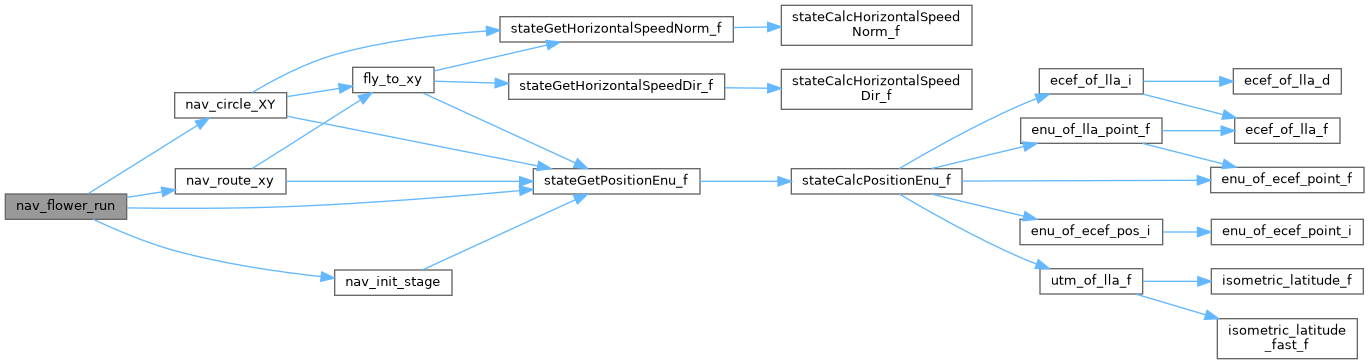 nav_flower_run
nav_circle_XY
nav_route_xy
nav_init_stage
fly_to_xy
stateGetHorizontalSpeedNorm_f
stateGetHorizontalSpeedDir_f
stateGetPositionEnu_f
stateCalcHorizontalSpeed
Norm_f
stateCalcHorizontalSpeed
Dir_f
stateCalcPositionEnu_f
ecef_of_lla_i
enu_of_lla_point_f
enu_of_ecef_pos_i
utm_of_lla_f
ecef_of_lla_d
ecef_of_lla_f
enu_of_ecef_point_f
enu_of_ecef_point_i
isometric_latitude_f
isometric_latitude
_fast_f